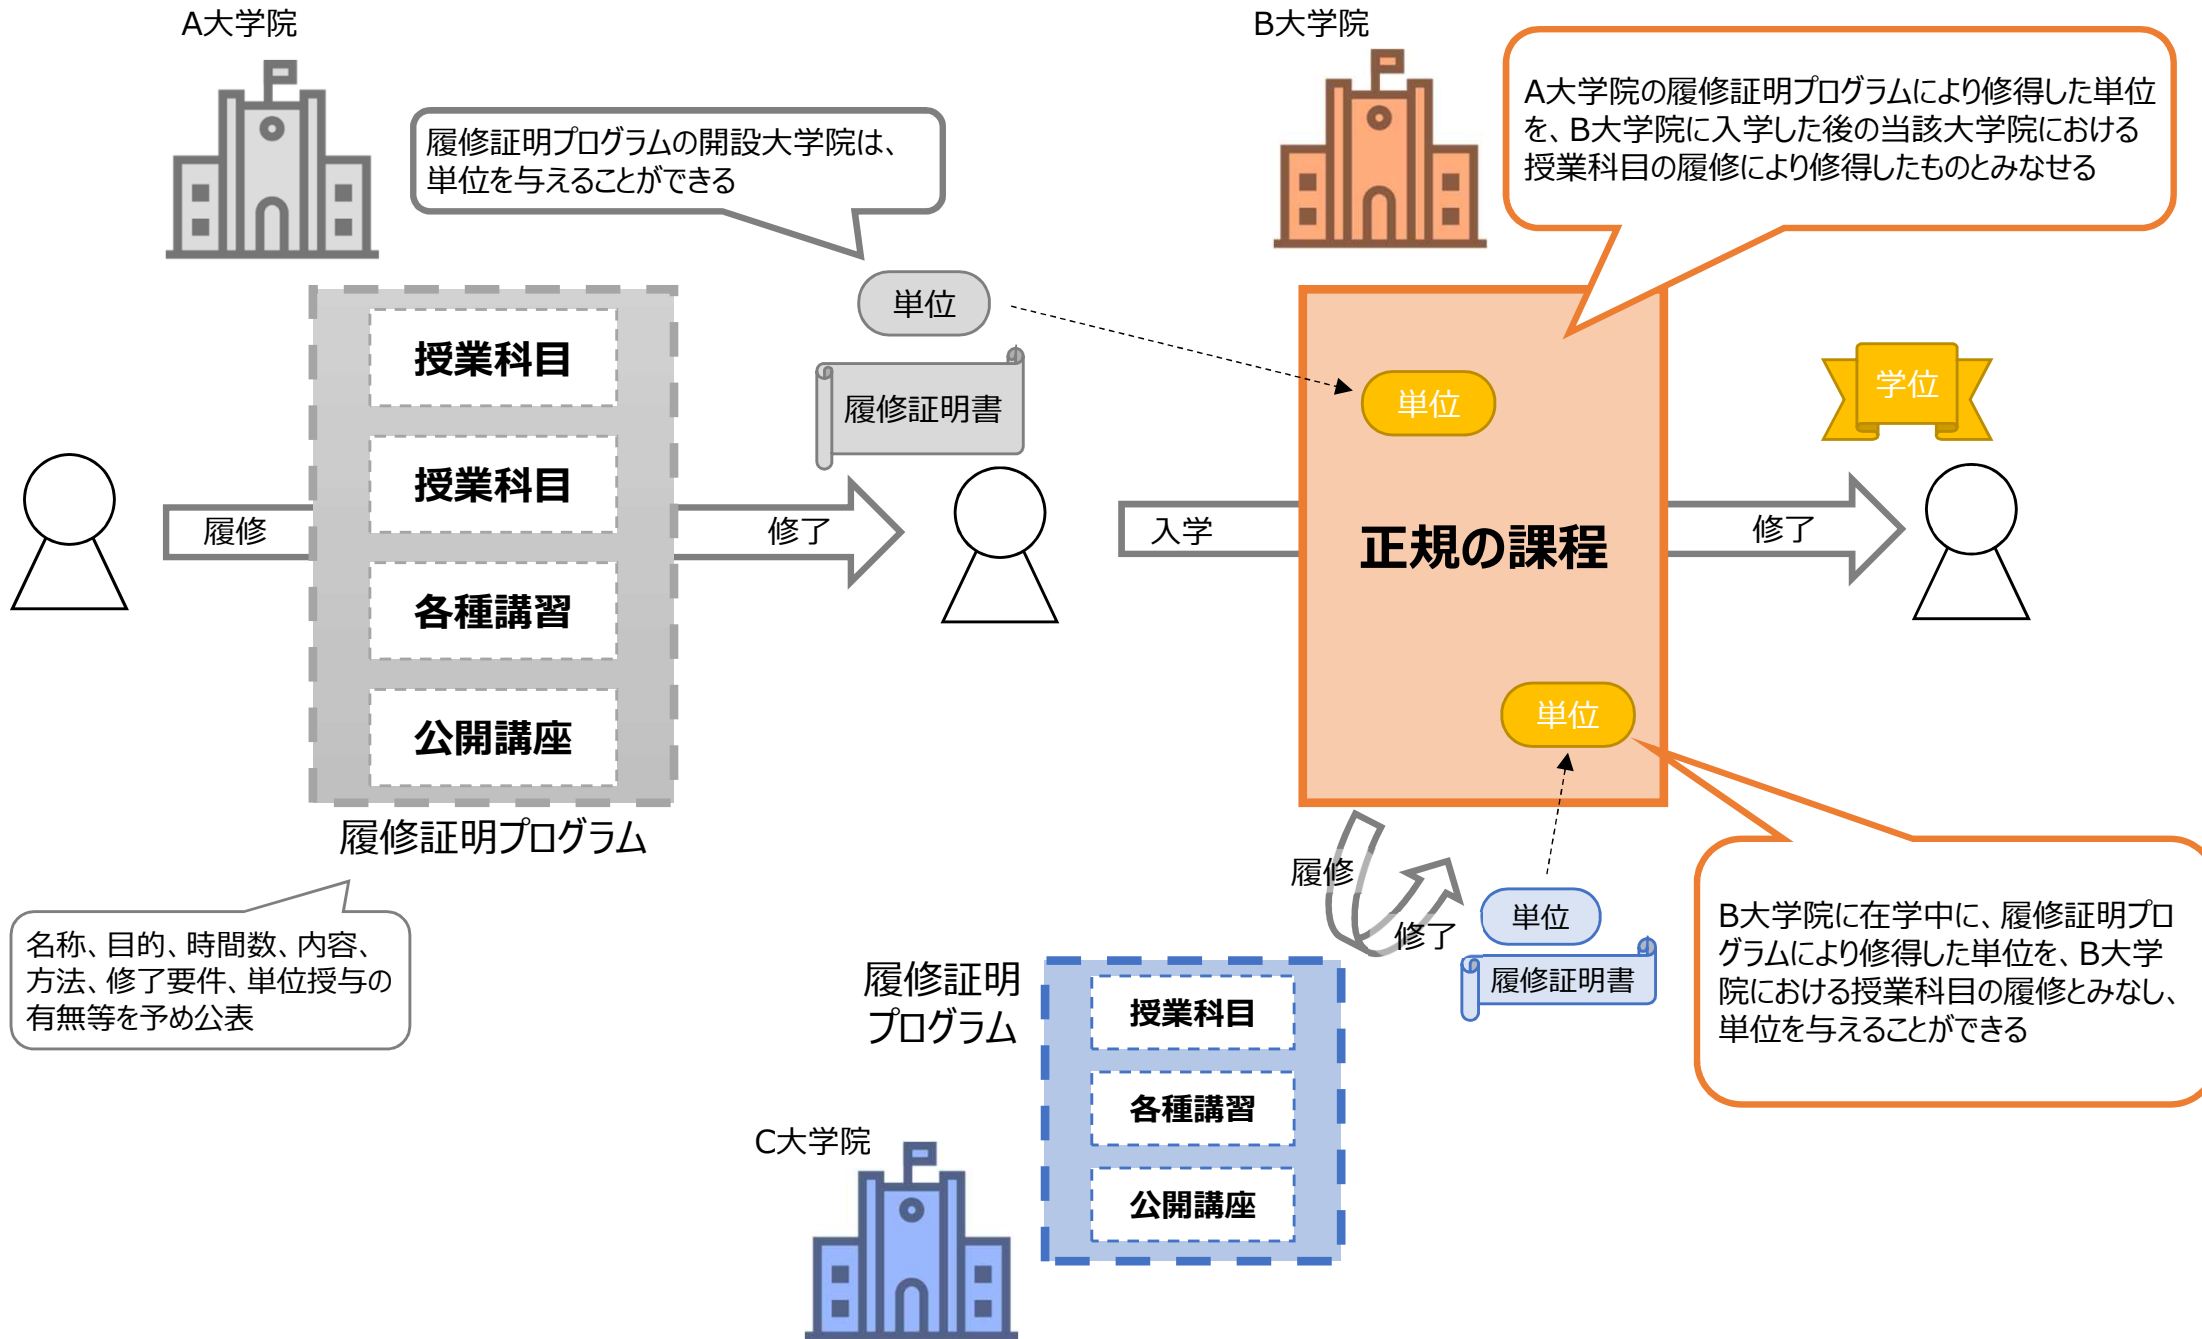 A大学院
履修証明プログラムの開設大学院は、
単位を与えることができる
B大学院
A大学院の履修証明プログラムにより修得した単位
を、B大学院に入学した後の当該大学院における
授業科目の履修により修得したものとみなせる
単位
履修証明書
授業科目
授業科目
各種講習
公開講座
履修
修了
入学
単位
正規の課程
単位
修了
学位
履修証明プログラム
名称、目的、時間数、内容、
方法、修了要件、単位授与の
有無等を予め公表
履修
修了
単位
履修証明書
履修証明
プログラム
授業科目
各種講習
公開講座
C大学院
B大学院に在学中に、履修証明プロ
グラムにより修得した単位を、B大学
院における授業科目の履修とみなし、
単位を与えることができる